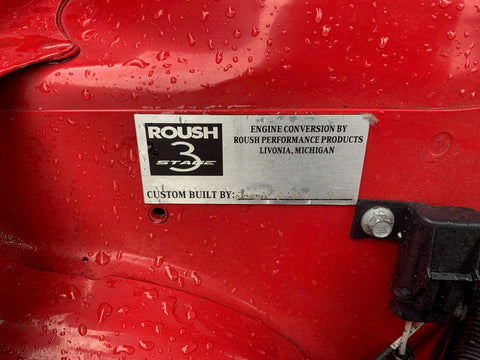 ROUSH
3
STAGE
ENGINE CONVERSION BY
ROUSH PERFORMANCE PRODUCTS
LIVONIA, MICHIGAN
CUSTOM BUILT BY: